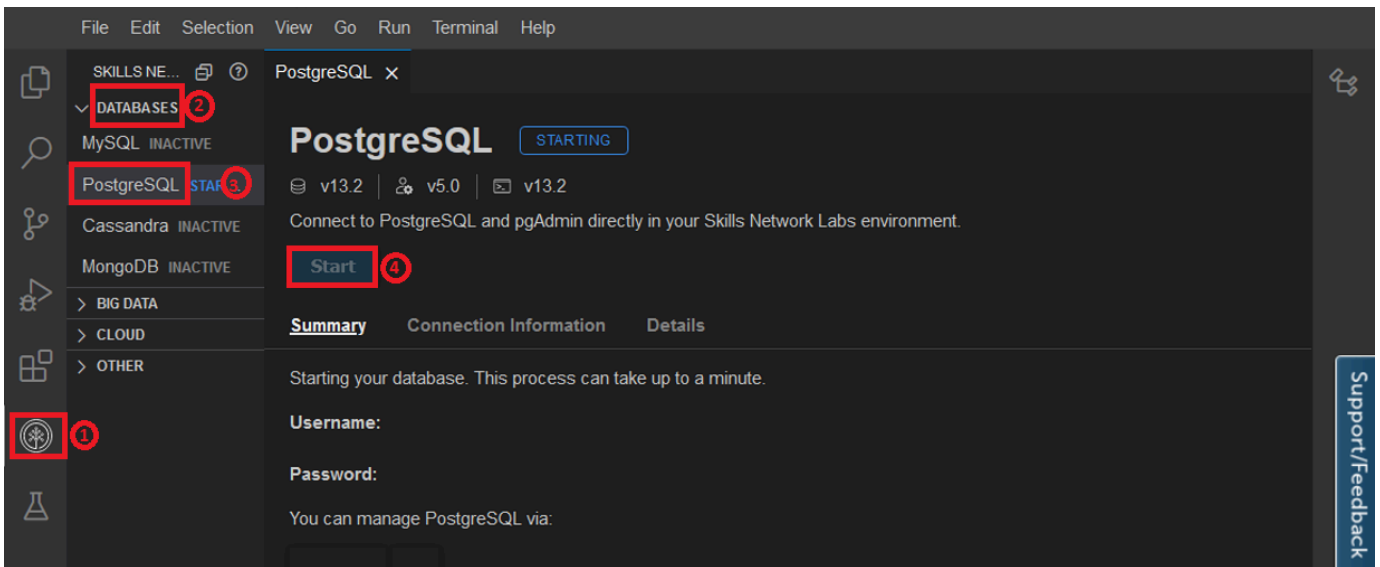 File Edit Selection View Go Run Terminal Help
SKILLS NE...
PostgreSQL
DATABASES 2
MySQL INACTIVE
PostgreSQL STAR 3
Cassandra INACTIVE
MongoDB INACTIVE
BIG DATA
CLOUD
OTHER
1
PostgreSQL STARTING
v13.2 v5.0 v13.2
Connect to PostgreSQL and pgAdmin directly in your Skills Network Labs environment.
Start 4
Summary Connection Information Details
Starting your database. This process can take up to a minute.
Username:
Password:
You can manage PostgreSQL via:
Support/Feedback